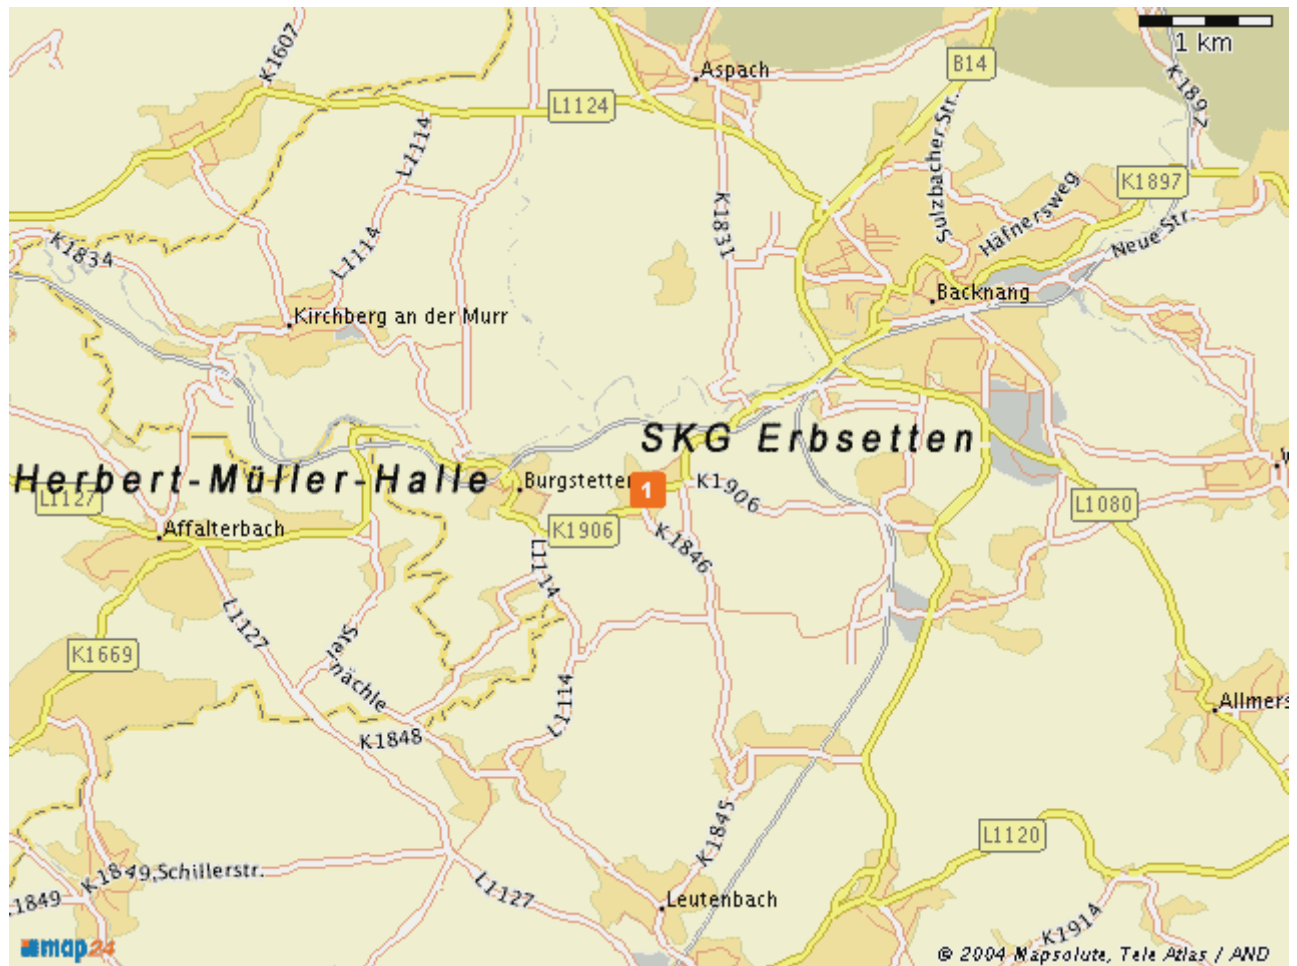 1 km
K1607
Aspach
B14
K1897
L1124
L1114
Sulzbacher Str.
K1897
Häfnersweg
K1831
Neue Str.
K1834
L1114
Backnang
Kirchberg an der Murr
SKG Erbsetten
Herbert-Müller-Halle
Burgstetten
1
K1906
L1127
L1080
Affalterbach
K1906
K1846
L1114
L1127
K1669
Steinächle
L1114
Allmers
K1848
K1845
L1120
K1849,Schillerstr.
L1127
Leutenbach
1849
K1914
map24
© 2004 Mapsolute, Tele Atlas / AND